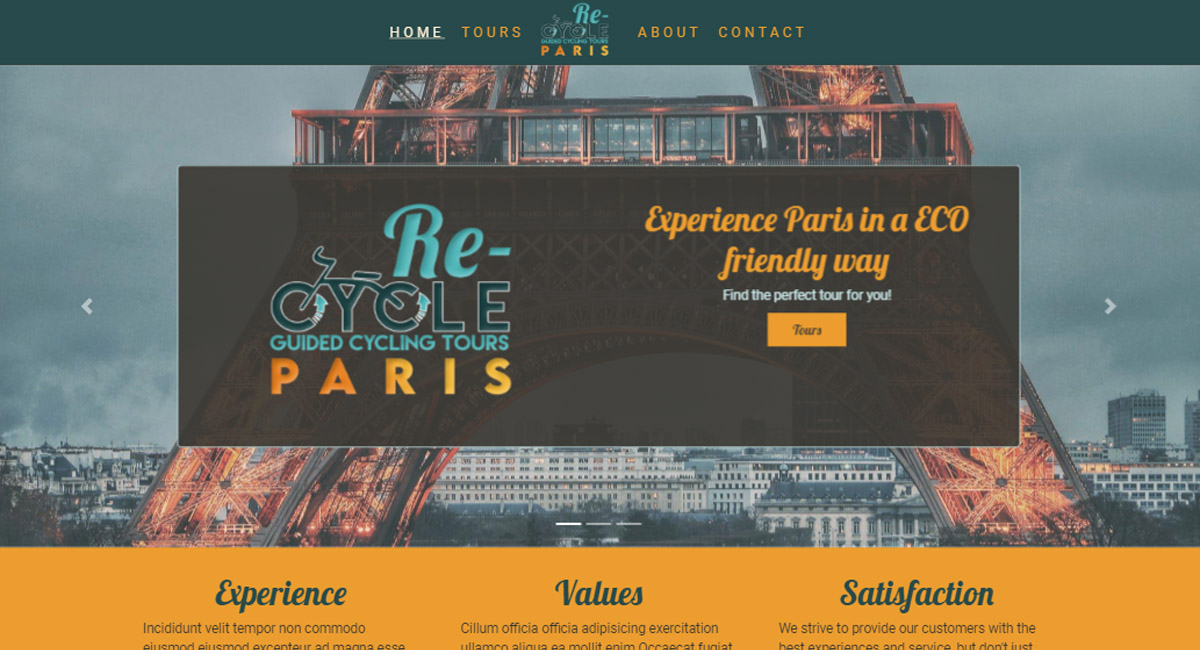 HOME TOURS Re-CYCLE GUIDED CYCLING TOURS PARIS ABOUT CONTACT
Re-
CYCLE
GUIDED CYCLING TOURS
PARIS
Experience Paris in a ECO
friendly way
Find the perfect tour for you!
Tours
Experience
Incididunt velit tempor non commodo
eiusmod eiusmod excepteur ad magna esse
Values
Cillum officia officia adipisicing exercitation
ullamco aliqua ea mollit enim Occaecat fugiat
Satisfaction
We strive to provide our customers with the
best experiences and service, but don't just